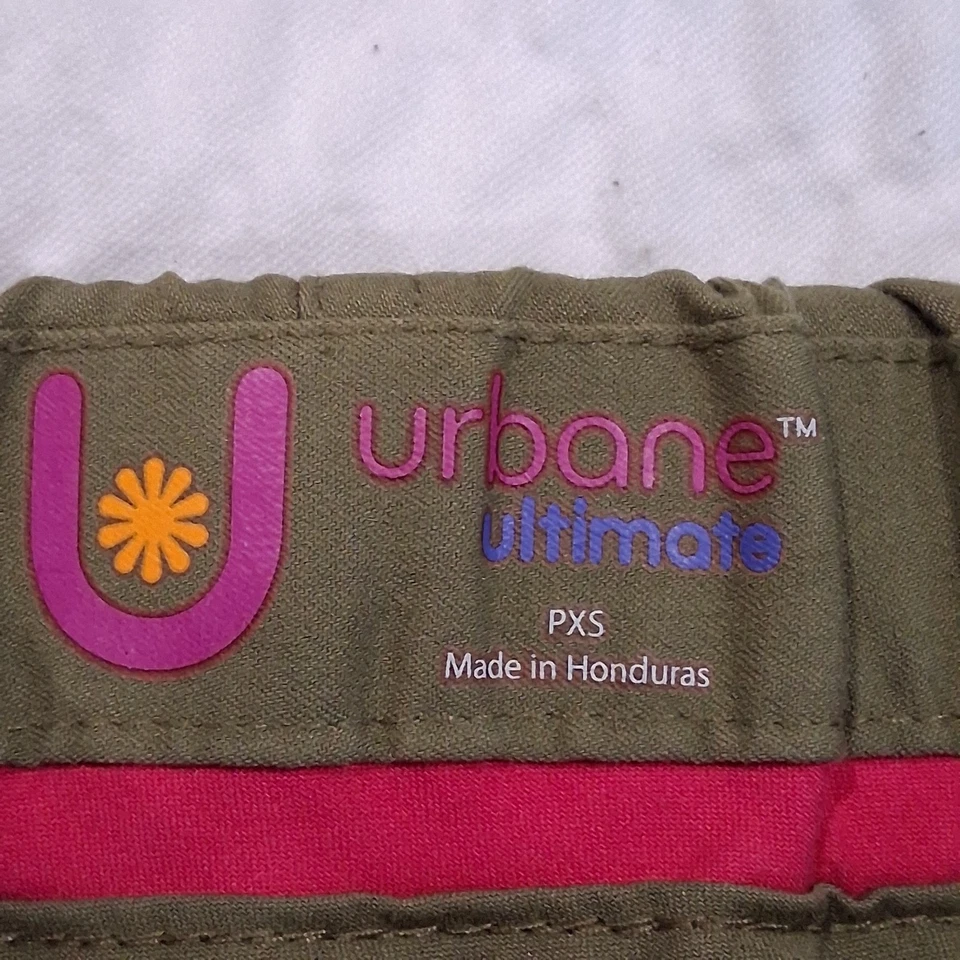 U
urbane™
ultimate
PXS
Made in Honduras